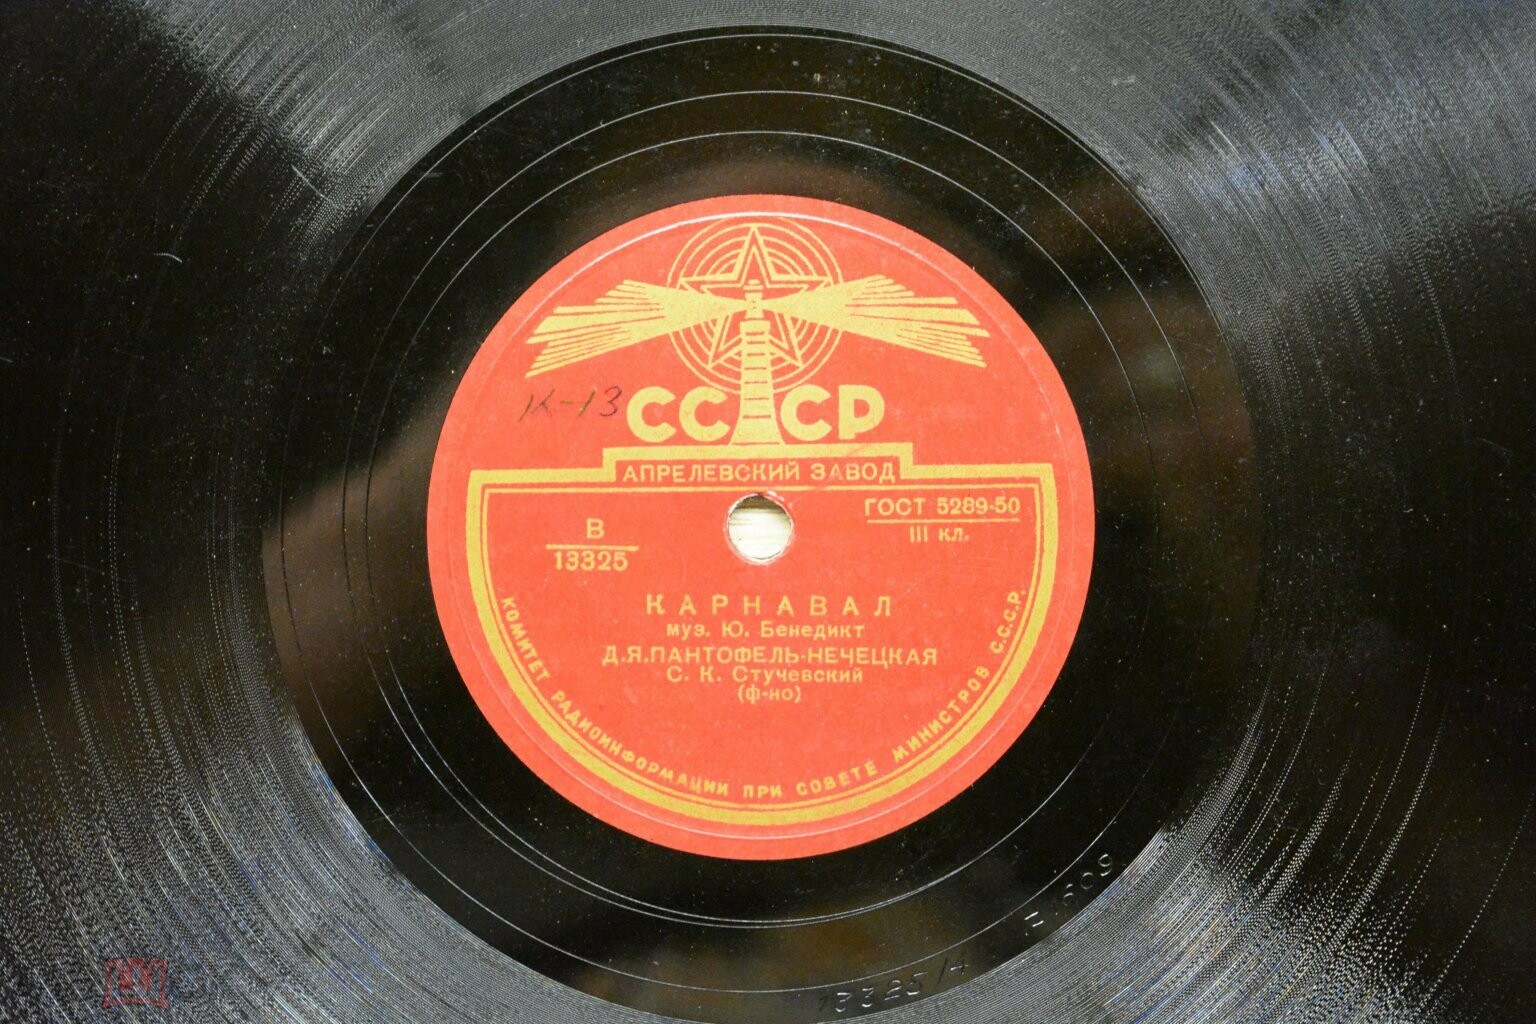 К-13
СССР
АПРЕЛЕВСКИЙ ЗАВОД
ГОСТ 5289-50
III кл.
В
13325
КАРНАВАЛ
муз. Ю. Бенедикт
Д.Я.ПАНТОФЕЛЬ-НЕЧЕЦКАЯ
С. К. Стучевский
(ф-но)
КОМИТЕТ РАДИОИНФОРМАЦИИ ПРИ СОВЕТЕ МИНИСТРОВ С.С.С.Р.
13325/4